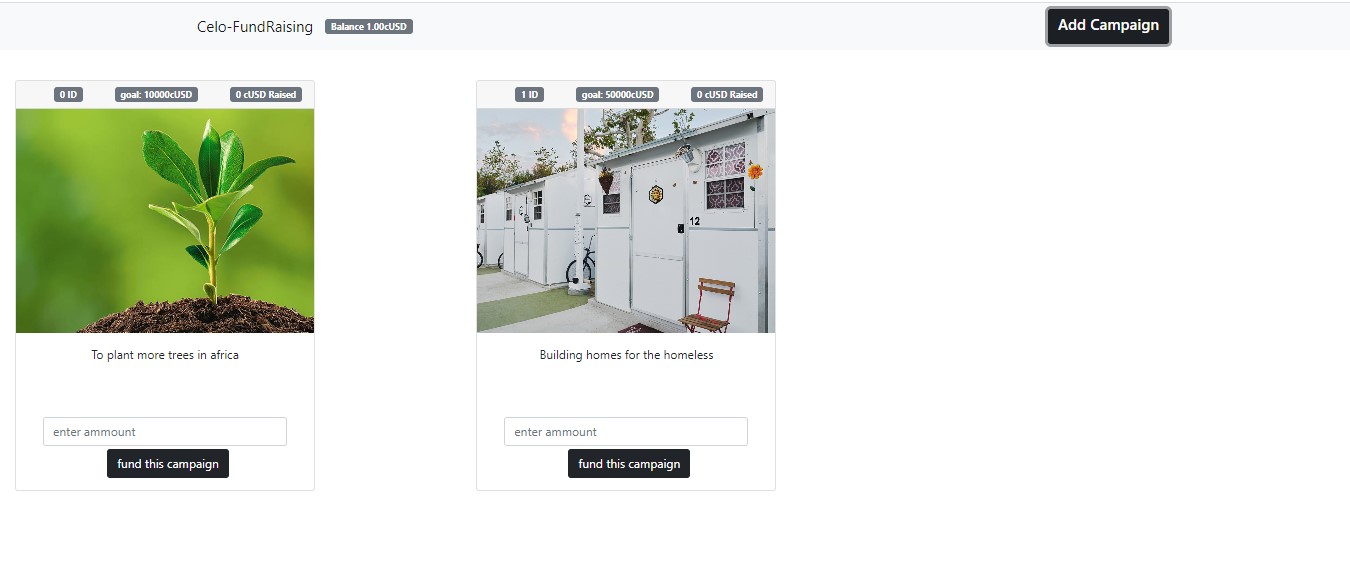 Celo-FundRaising Balance 1.00cUSD Add Campaign
0 ID goal: 10000cUSD 0 cUSD Raised
To plant more trees in africa
enter ammount
fund this campaign
1 ID goal: 50000cUSD 0 cUSD Raised
12
Building homes for the homeless
enter ammount
fund this campaign